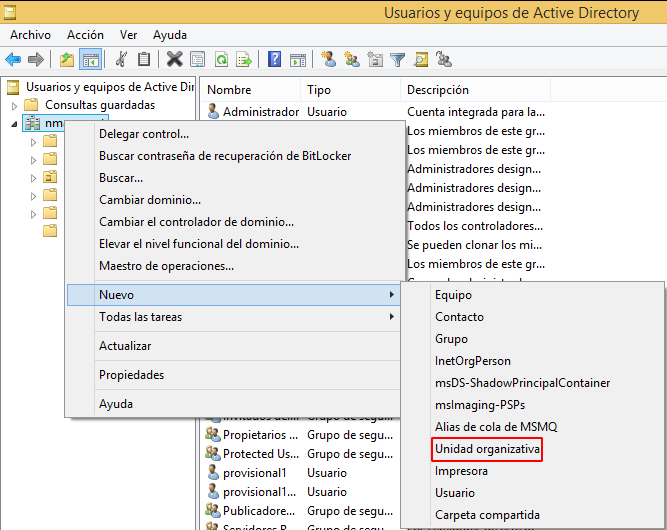 Usuarios y equipos de Active Directory
Archivo Acción Ver Ayuda
Usuarios y equipos de Active Dir
Consultas guardadas
Nombre Tipo Descripción
Administrador Usuario Cuenta integrada para la...
Los miembros de este gr...
Los miembros de este gr...
Administradores design...
Administradores design...
Administradores design...
Todos los controladores...
Se pueden clonar los mi...
Los miembros de este gr...
Delegar control...
Buscar contraseña de recuperación de BitLocker
Buscar...
Cambiar dominio...
Cambiar el controlador de dominio...
Elevar el nivel funcional del dominio...
Maestro de operaciones...
Nuevo
Todas las tareas
Actualizar
Propiedades
Ayuda
Equipo
Contacto
Grupo
InetOrgPerson
msDS-ShadowPrincipalContainer
msImaging-PSPs
Alias de cola de MSMQ
Unidad organizativa
Impresora
Usuario
Carpeta compartida
Propietarios ... Grupo de segu...
Protected Us... Grupo de segu...
provisional1 Usuario
provisional1... Usuario
Publicadore... Grupo de segu...